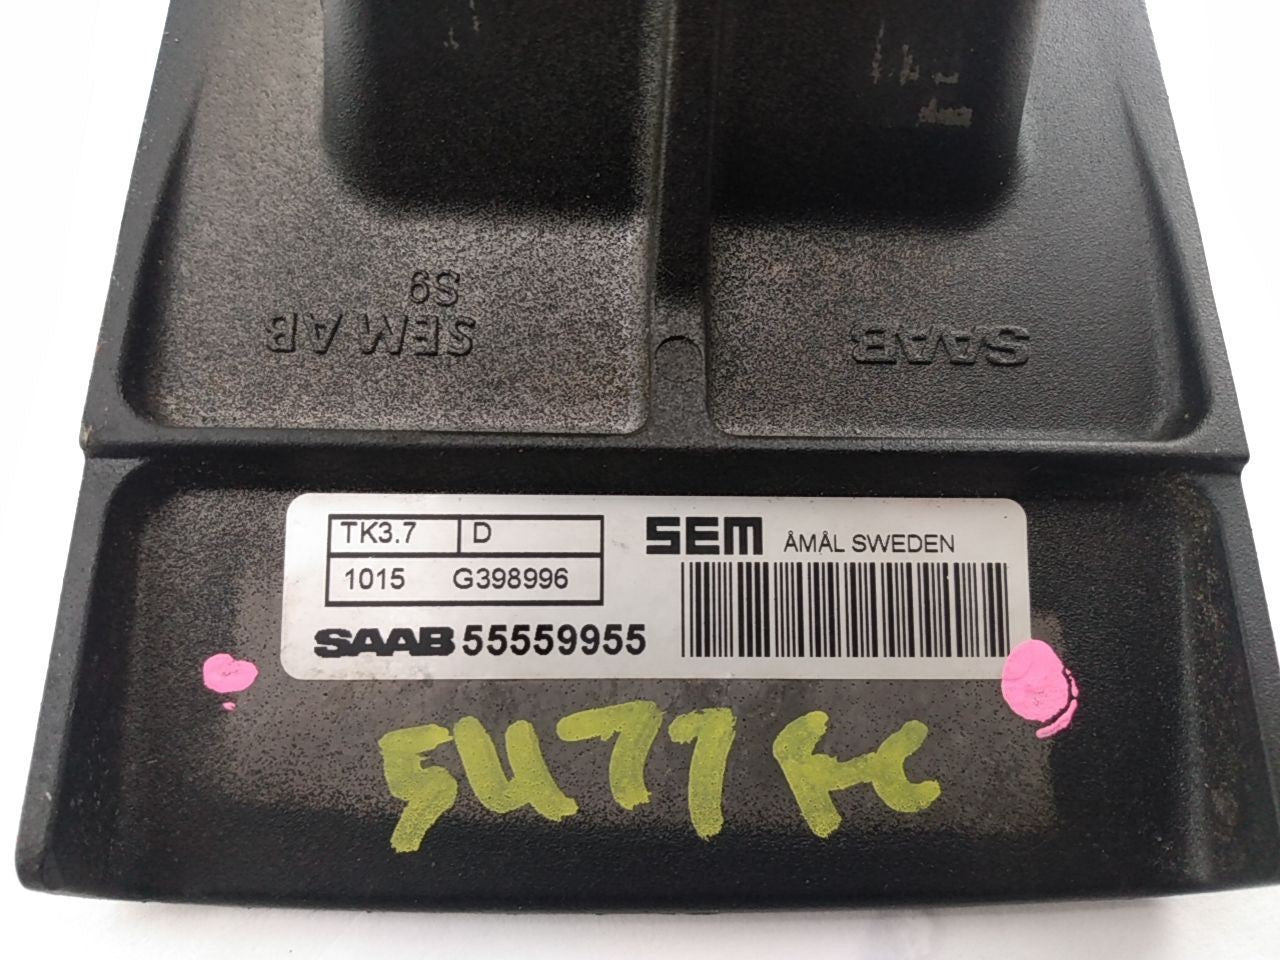 S9
SEM AB
SAAB
TK3.7 D
1015 G398996
SEM ÅMÅL SWEDEN
SAAB 55559955